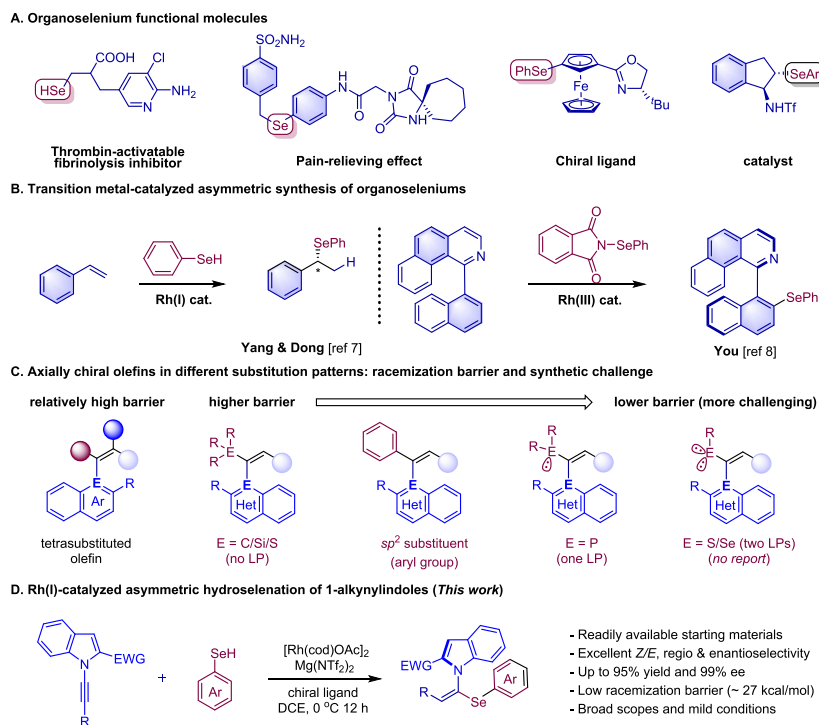 A. Organoselenium functional molecules
COOH
Cl
HSe
N
NH2
Thrombin-activatable
fibrinolysis inhibitor
SO2NH2
Se
H
N
O
N
O
O
N
H
Pain-relieving effect
PhSe
Fe
O
N
tBu
Chiral ligand
SeAr
NHTf
catalyst
B. Transition metal-catalyzed asymmetric synthesis of organoseleniums
SeH
Rh(I) cat.
SePh
H
*
Yang & Dong [ref 7]
N
O
N-SePh
O
Rh(III) cat.
N
SePh
You [ref 8]
C. Axially chiral olefins in different substitution patterns: racemization barrier and synthetic challenge
relatively high barrier
higher barrier
lower barrier (more challenging)
E
Ar
R
tetrasubstituted
olefin
R
R
E
R
E
Het
R
E = C/Si/S
(no LP)
E
Het
R
sp2 substituent
(aryl group)
R
R
E
E
Het
R
E = P
(one LP)
R
E
E
Het
R
E = S/Se (two LPs)
(no report)
D. Rh(I)-catalyzed asymmetric hydroselenation of 1-alkynylindoles (This work)
EWG
N
R
+
SeH
Ar
[Rh(cod)OAc]2
Mg(NTf2)2
chiral ligand
DCE, 0 oC 12 h
EWG
N
R
Se
Ar
- Readily available starting materials
- Excellent Z/E, regio & enantioselectivity
- Up to 95% yield and 99% ee
- Low racemization barrier (~ 27 kcal/mol)
- Broad scopes and mild conditions